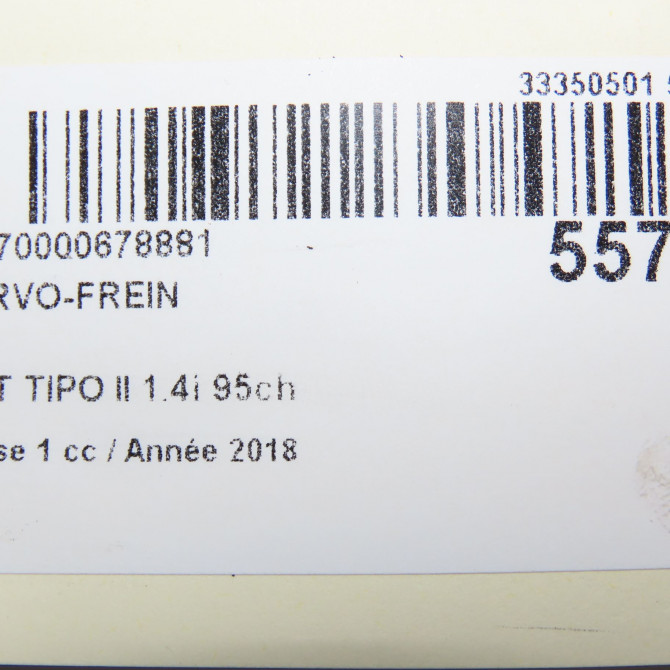 33350501
70000678881
557
RVO-FREIN
T TIPO II 1.4i 95ch
se 1 cc / Année 2018